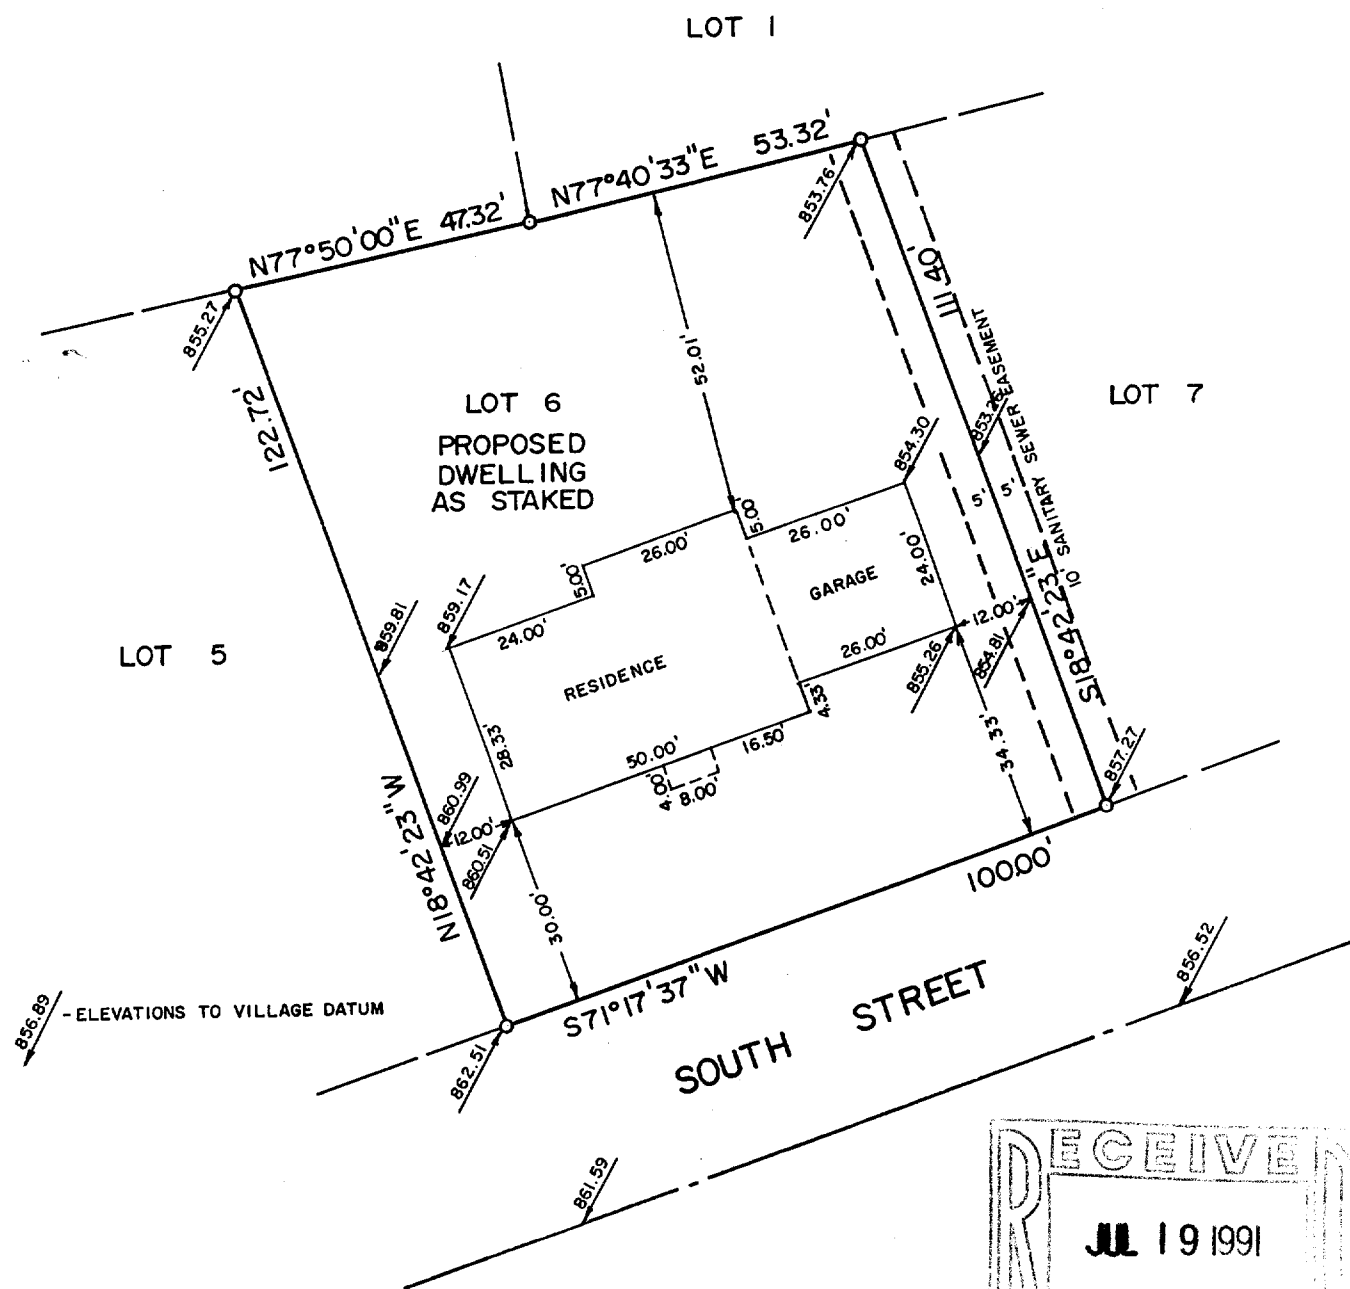 LOT 1
N77°50'00"E 47.32'
N77°40'33"E 53.32'
853.76
855.27
122.72'
111.40'
52.01'
LOT 6
PROPOSED
DWELLING
AS STAKED
LOT 7
854.30
853.26
10' SANITARY SEWER EASEMENT
5' 5'
5.00'
26.00'
26.00'
5.00'
24.00'
24.00'
GARAGE
859.17
859.81
LOT 5
RESIDENCE
26.00'
12.00'
855.26
854.81
S18°42'23"E
4.33'
16.50'
50.00'
28.33'
4.00'
8.00'
34.33'
857.27
N18°42'23"W
860.99
12.00'
860.51
30.00'
100.00'
S71°17'37"W
856.89 - ELEVATIONS TO VILLAGE DATUM
862.51
SOUTH STREET
856.52
861.59
RECEIVED
JUL 19 1991